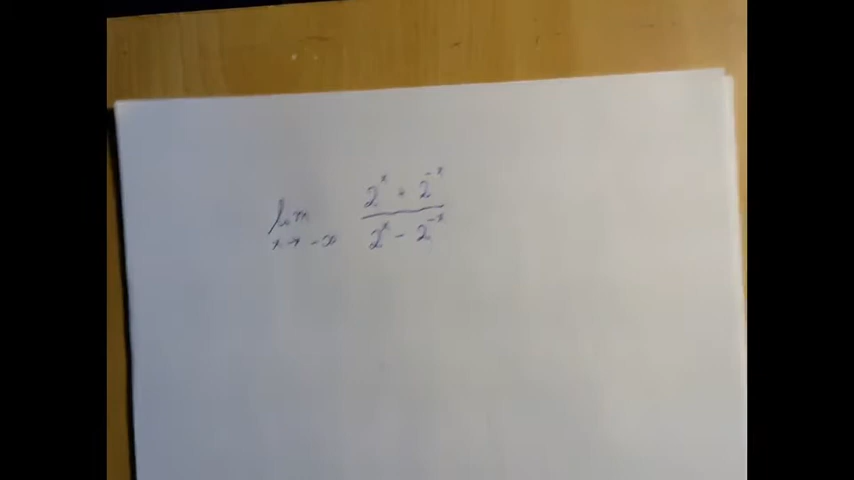 lim 2^x + 2^-x / 2^x - 2^-x
x → -∞